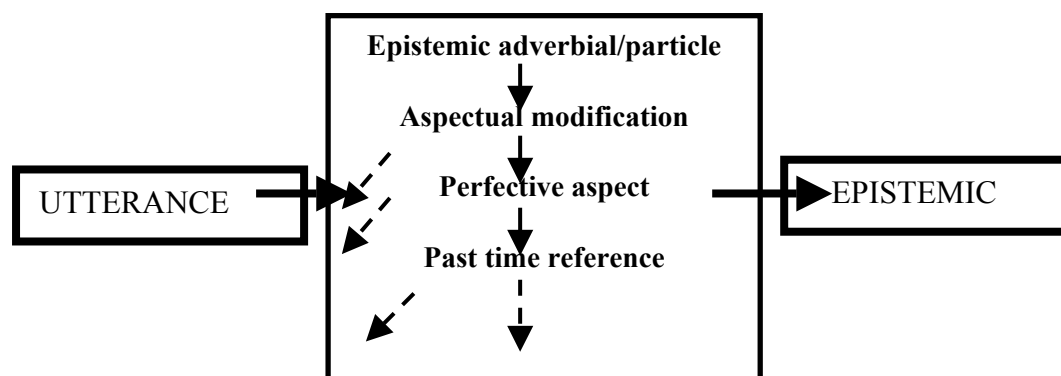 Epistemic adverbial/particle
Aspectual modification
UTTERANCE
Perfective aspect
EPISTEMIC
Past time reference